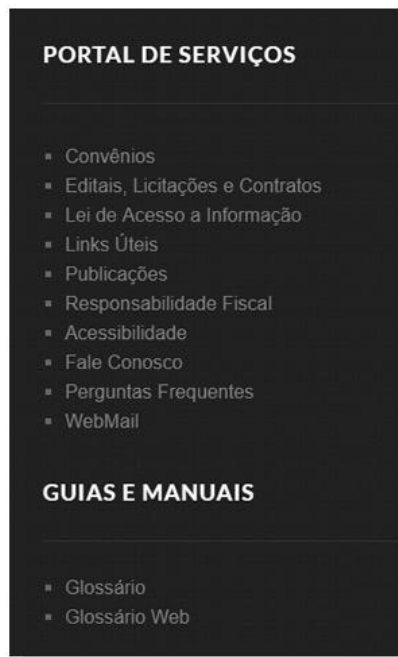 PORTAL DE SERVIÇOS
Convênios
Editais, Licitações e Contratos
Lei de Acesso a Informação
Links Úteis
Publicações
Responsabilidade Fiscal
Acessibilidade
Fale Conosco
Perguntas Frequentes
WebMail
GUIAS E MANUAIS
Glossário
Glossário Web